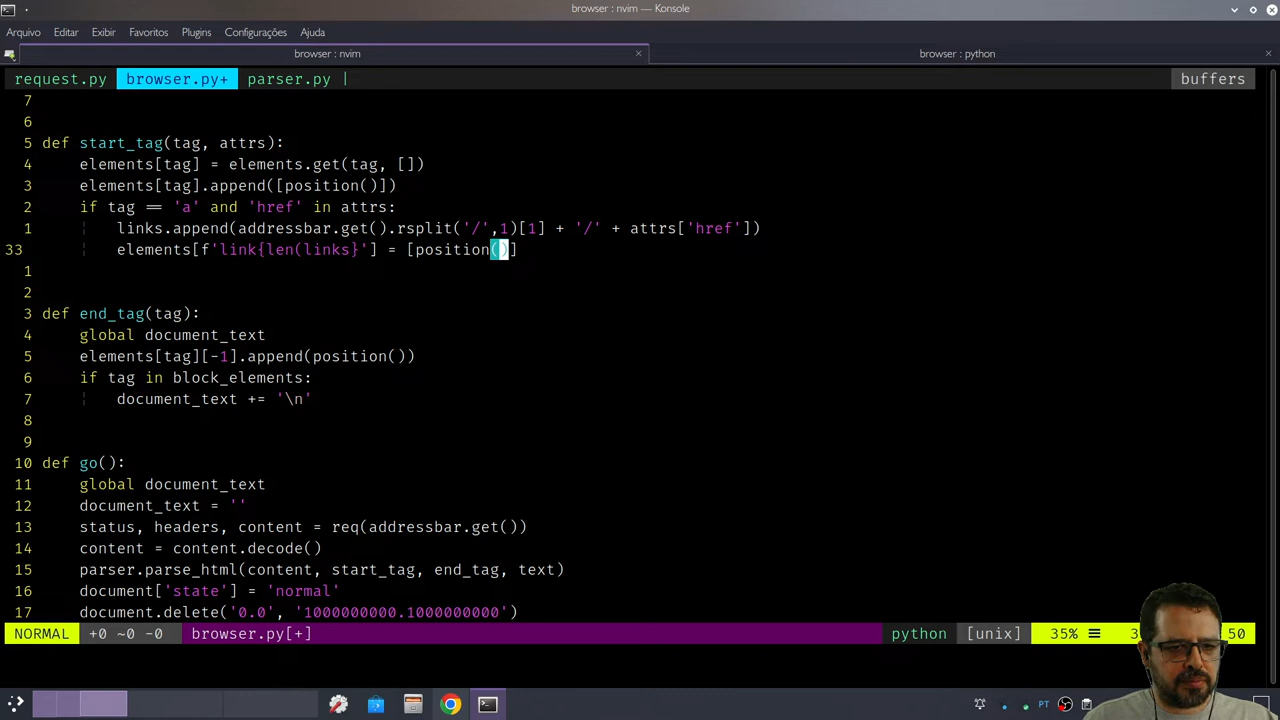 browser : nvim — Konsole
Arquivo Editar Exibir Favoritos Plugins Configurações Ajuda
browser : nvim
browser : python
request.py browser.py+ parser.py | buffers
7
6
5 def start_tag(tag, attrs):
4 elements[tag] = elements.get(tag, [])
3 elements[tag].append([position()])
2 if tag == 'a' and 'href' in attrs:
1 ¦ links.append(addressbar.get().rsplit('/',1)[1] + '/' + attrs['href'])
33 ¦ elements[f'link{len(links}'] = [position()]
1
2
3 def end_tag(tag):
4 global document_text
5 elements[tag][-1].append(position())
6 if tag in block_elements:
7 ¦ document_text += '\n'
8
9
10 def go():
11 global document_text
12 document_text = ''
13 status, headers, content = req(addressbar.get())
14 content = content.decode()
15 parser.parse_html(content, start_tag, end_tag, text)
16 document['state'] = 'normal'
17 document.delete('0.0', '1000000000.1000000000')
NORMAL +0 ~0 -0 browser.py[+] python [unix] 35% 50
PT